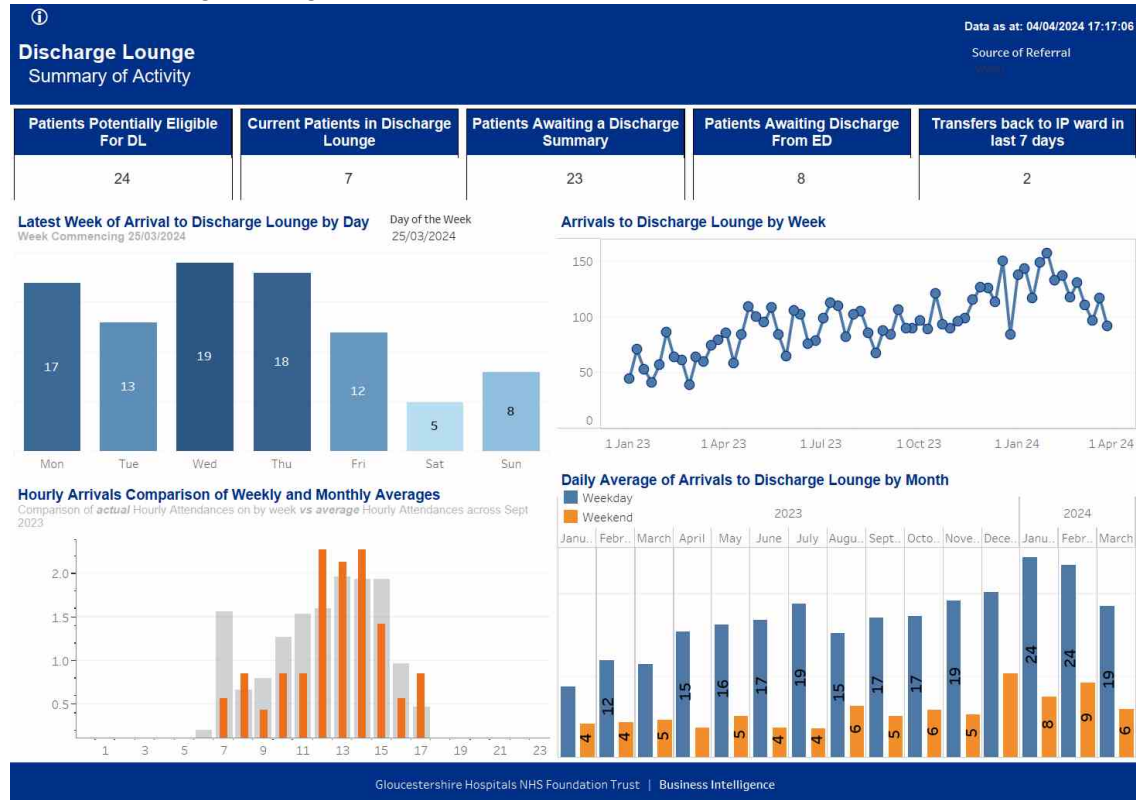 Data as at: 04/04/2024 17:17:06
Discharge Lounge
Summary of Activity
Source of Referral
Patients Potentially Eligible For DL
24
Current Patients in Discharge Lounge
7
Patients Awaiting a Discharge Summary
23
Patients Awaiting Discharge From ED
8
Transfers back to IP ward in last 7 days
2
Latest Week of Arrival to Discharge Lounge by Day
Week Commencing 25/03/2024
Day of the Week
25/03/2024
17
13
19
18
12
5
8
Mon Tue Wed Thu Fri Sat Sun
Arrivals to Discharge Lounge by Week
150
100
50
0
1 Jan 23 1 Apr 23 1 Jul 23 1 Oct 23 1 Jan 24 1 Apr 24
Hourly Arrivals Comparison of Weekly and Monthly Averages
Comparison of actual Hourly Attendances on by week vs average Hourly Attendances across Sept
2023
2.0
1.5
1.0
0.5
1 3 5 7 9 11 13 15 17 19 21 23
Daily Average of Arrivals to Discharge Lounge by Month
Weekday
Weekend
2023 2024
Janu.. Febr.. March April May June July Augu.. Sept.. Octo.. Nove.. Dece.. Janu.. Febr.. March
4 12 4 5 15 16 5 17 4 19 4 15 6 17 5 17 6 19 5 24 8 24 9 19 6
Gloucestershire Hospitals NHS Foundation Trust | Business Intelligence